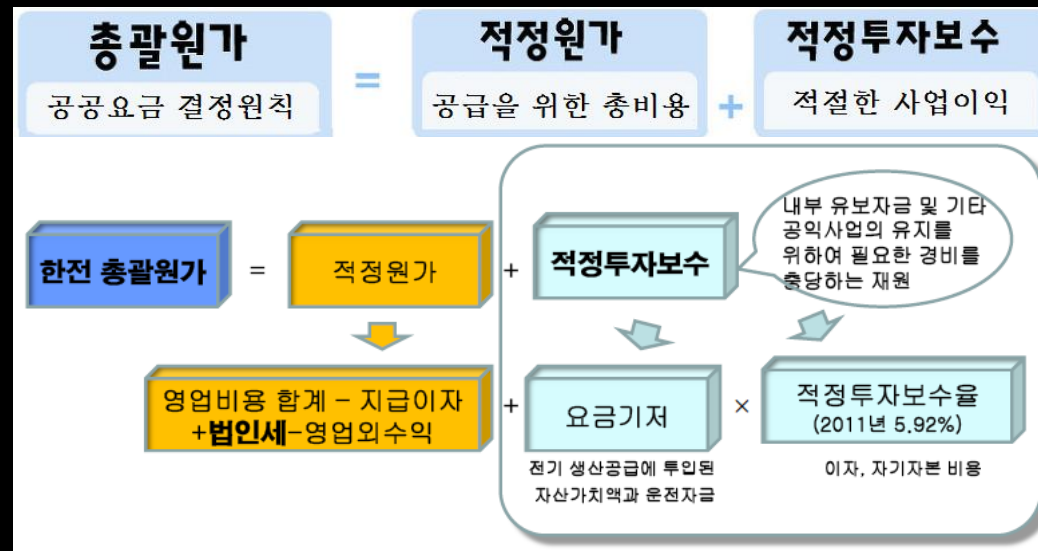 총괄원가
공공요금 결정원칙
=
적정원가
공급을 위한 총비용
+
적정투자보수
적절한 사업이익
내부 유보자금 및 기타
공익사업의 유지를
위하여 필요한 경비를
충당하는 재원
한전 총괄원가
=
적정원가
+
적정투자보수
영업비용 합계 - 지급이자
+법인세-영업외수익
+
요금기저
×
적정투자보수율
(2011년 5.92%)
전기 생산공급에 투입된
자산가치액과 운전자금
이자, 자기자본 비용